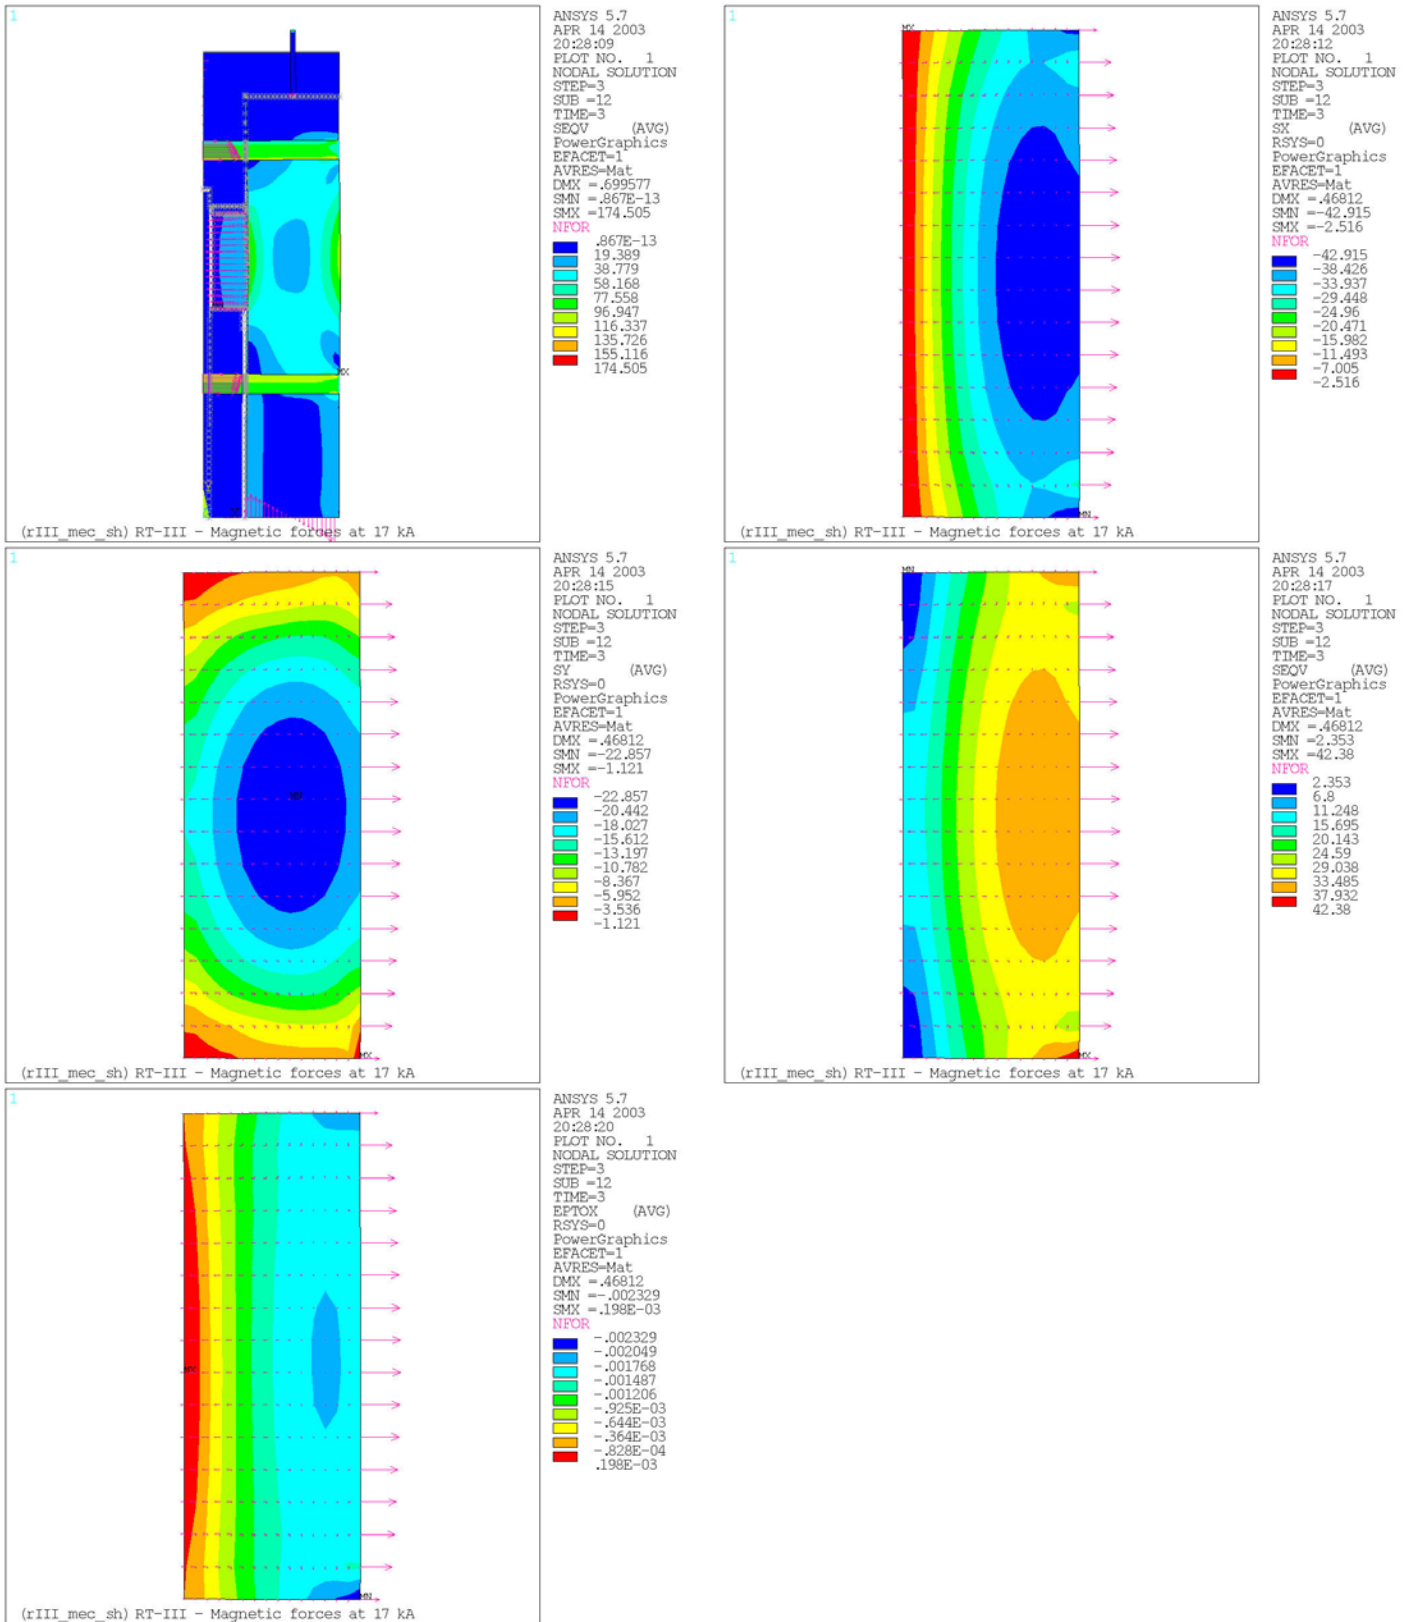 1
ANSYS 5.7
APR 14 2003
20:28:09
PLOT NO. 1
NODAL SOLUTION
STEP=3
SUB =12
TIME=3
SEQV (AVG)
PowerGraphics
EFACET=1
AVRES=Mat
DMX =.699577
SMN =.867E-13
SMX =174.505
NFOR
.867E-13
19.389
38.779
58.168
77.558
96.947
116.337
135.726
155.116
174.505
MX
(rIII_mec_sh) RT-III - Magnetic forces at 17 kA
1
ANSYS 5.7
APR 14 2003
20:28:12
PLOT NO. 1
NODAL SOLUTION
STEP=3
SUB =12
TIME=3
SX (AVG)
RSYS=0
PowerGraphics
EFACET=1
AVRES=Mat
DMX =.46812
SMN =-42.915
SMX =-2.516
NFOR
-42.915
-38.426
-33.937
-29.448
-24.96
-20.471
-15.982
-11.493
-7.005
-2.516
MX
MN
(rIII_mec_sh) RT-III - Magnetic forces at 17 kA
1
ANSYS 5.7
APR 14 2003
20:28:15
PLOT NO. 1
NODAL SOLUTION
STEP=3
SUB =12
TIME=3
SY (AVG)
RSYS=0
PowerGraphics
EFACET=1
AVRES=Mat
DMX =.46812
SMN =-22.857
SMX =-1.121
NFOR
-22.857
-20.442
-18.027
-15.612
-13.197
-10.782
-8.367
-5.952
-3.536
-1.121
MX
(rIII_mec_sh) RT-III - Magnetic forces at 17 kA
1
ANSYS 5.7
APR 14 2003
20:28:17
PLOT NO. 1
NODAL SOLUTION
STEP=3
SUB =12
TIME=3
SEQV (AVG)
PowerGraphics
EFACET=1
AVRES=Mat
DMX =.46812
SMN =2.353
SMX =42.38
NFOR
2.353
6.8
11.248
15.695
20.143
24.59
29.038
33.485
37.932
42.38
MN
MX
(rIII_mec_sh) RT-III - Magnetic forces at 17 kA
1
ANSYS 5.7
APR 14 2003
20:28:20
PLOT NO. 1
NODAL SOLUTION
STEP=3
SUB =12
TIME=3
EPTOX (AVG)
RSYS=0
PowerGraphics
EFACET=1
AVRES=Mat
DMX =.46812
SMN =-.002329
SMX =.198E-03
NFOR
-.002329
-.002049
-.001768
-.001487
-.001206
-.925E-03
-.644E-03
-.364E-03
-.828E-04
.198E-03
MX
MN
(rIII_mec_sh) RT-III - Magnetic forces at 17 kA